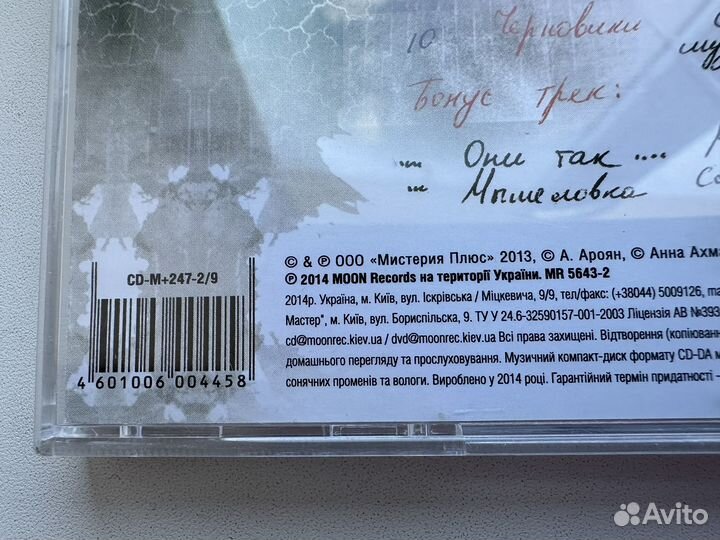 10 Черновики
Бонус трек:
... Они так ....
... Мышеловка
CD-M+247-2/9
4 601006 004458
© & ℗ ООО «Мистерия Плюс» 2013, © А. Ароян, © Анна Ахма
℗ 2014 MOON Records на території України. MR 5643-2
2014р. Україна, м. Київ, вул. Іскрівська / Міцкевича, 9/9, тел/факс: (+38044) 5009126, ma
Мастер", м. Київ, вул. Бориспільська, 9. ТУ У 24.6-32590157-001-2003 Ліцензія АВ №393
cd@moonrec.kiev.ua / dvd@moonrec.kiev.ua Всі права захищені. Відтворення (копіюван
домашнього перегляду та прослуховування. Музичний компакт-диск формату CD-DA м
сонячних променів та вологи. Вироблено у 2014 році. Гарантійний термін придатності -
Avito